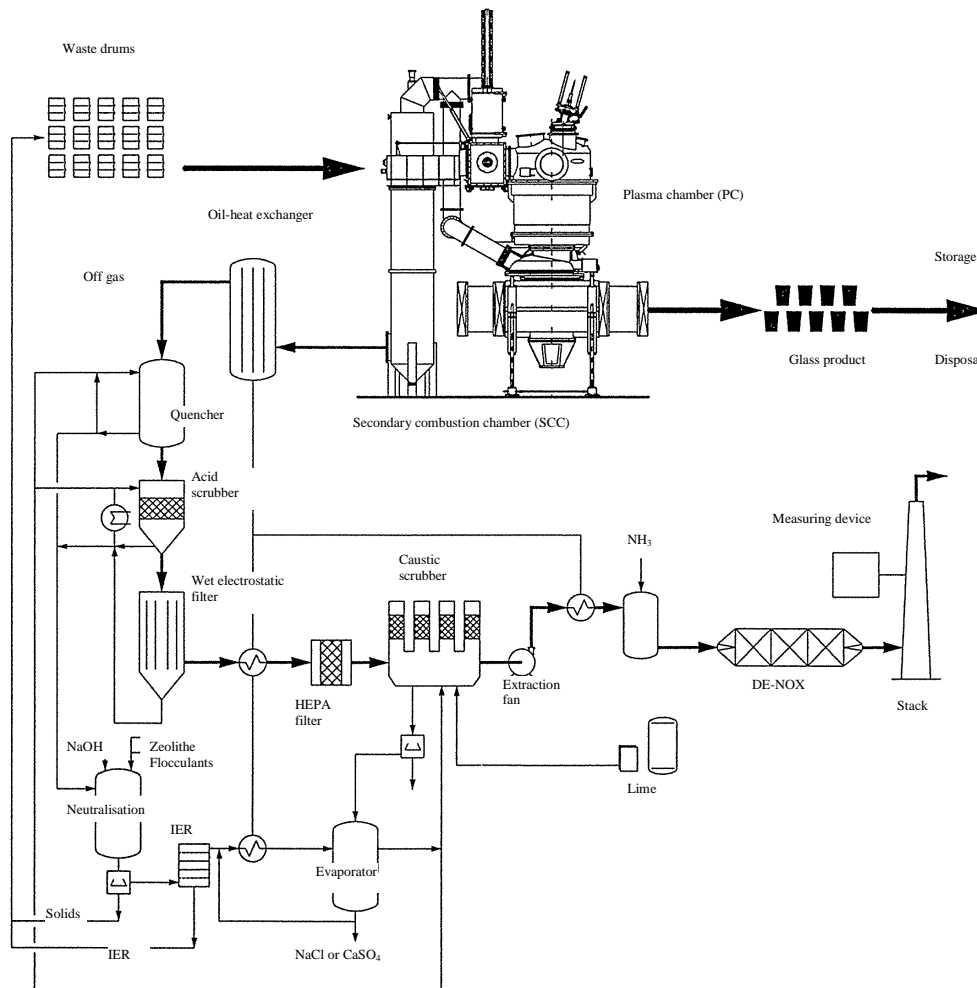 Waste drums
Oil-heat exchanger
Plasma chamber (PC)
Off gas
Storage
Glass product
Disposa
Quencher
Secondary combustion chamber (SCC)
Acid
scrubber
Measuring device
NH₃
Caustic
scrubber
Wet electrostatic
filter
HEPA
filter
Extraction
fan
DE-NOX
Stack
NaOH
Zeolithe
Flocculants
Lime
Neutralisation
IER
Evaporator
Solids
IER
NaCl or CaSO₄